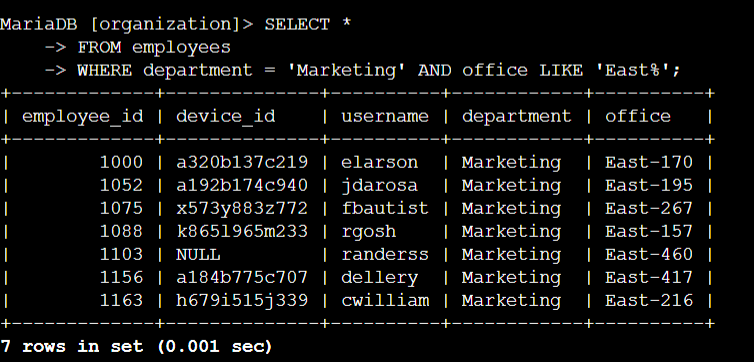 MariaDB [organization]> SELECT *
    -> FROM employees
    -> WHERE department = 'Marketing' AND office LIKE 'East%';
+-------------+--------------+----------+------------+----------+
| employee_id | device_id    | username | department | office   |
+-------------+--------------+----------+------------+----------+
|        1000 | a320b137c219 | elarson  | Marketing  | East-170 |
|        1052 | a192b174c940 | jdarosa  | Marketing  | East-195 |
|        1075 | x573y883z772 | fbautist | Marketing  | East-267 |
|        1088 | k865l965m233 | rgosh    | Marketing  | East-157 |
|        1103 | NULL         | randerss | Marketing  | East-460 |
|        1156 | a184b775c707 | dellery  | Marketing  | East-417 |
|        1163 | h679i515j339 | cwilliam | Marketing  | East-216 |
+-------------+--------------+----------+------------+----------+
7 rows in set (0.001 sec)